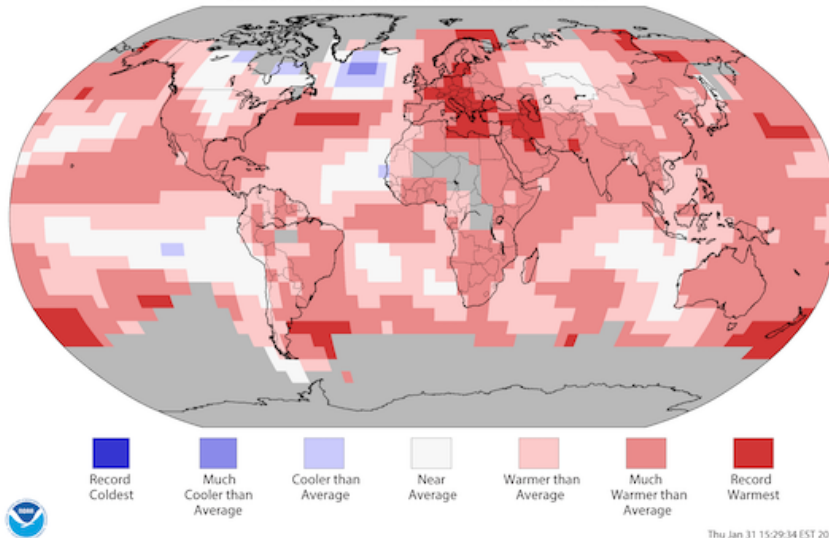 Record
Coldest
Much
Cooler than
Average
Cooler than
Average
Near
Average
Warmer than
Average
Much
Warmer than
Average
Record
Warmest
Thu Jan 31 15:29:34 EST 20